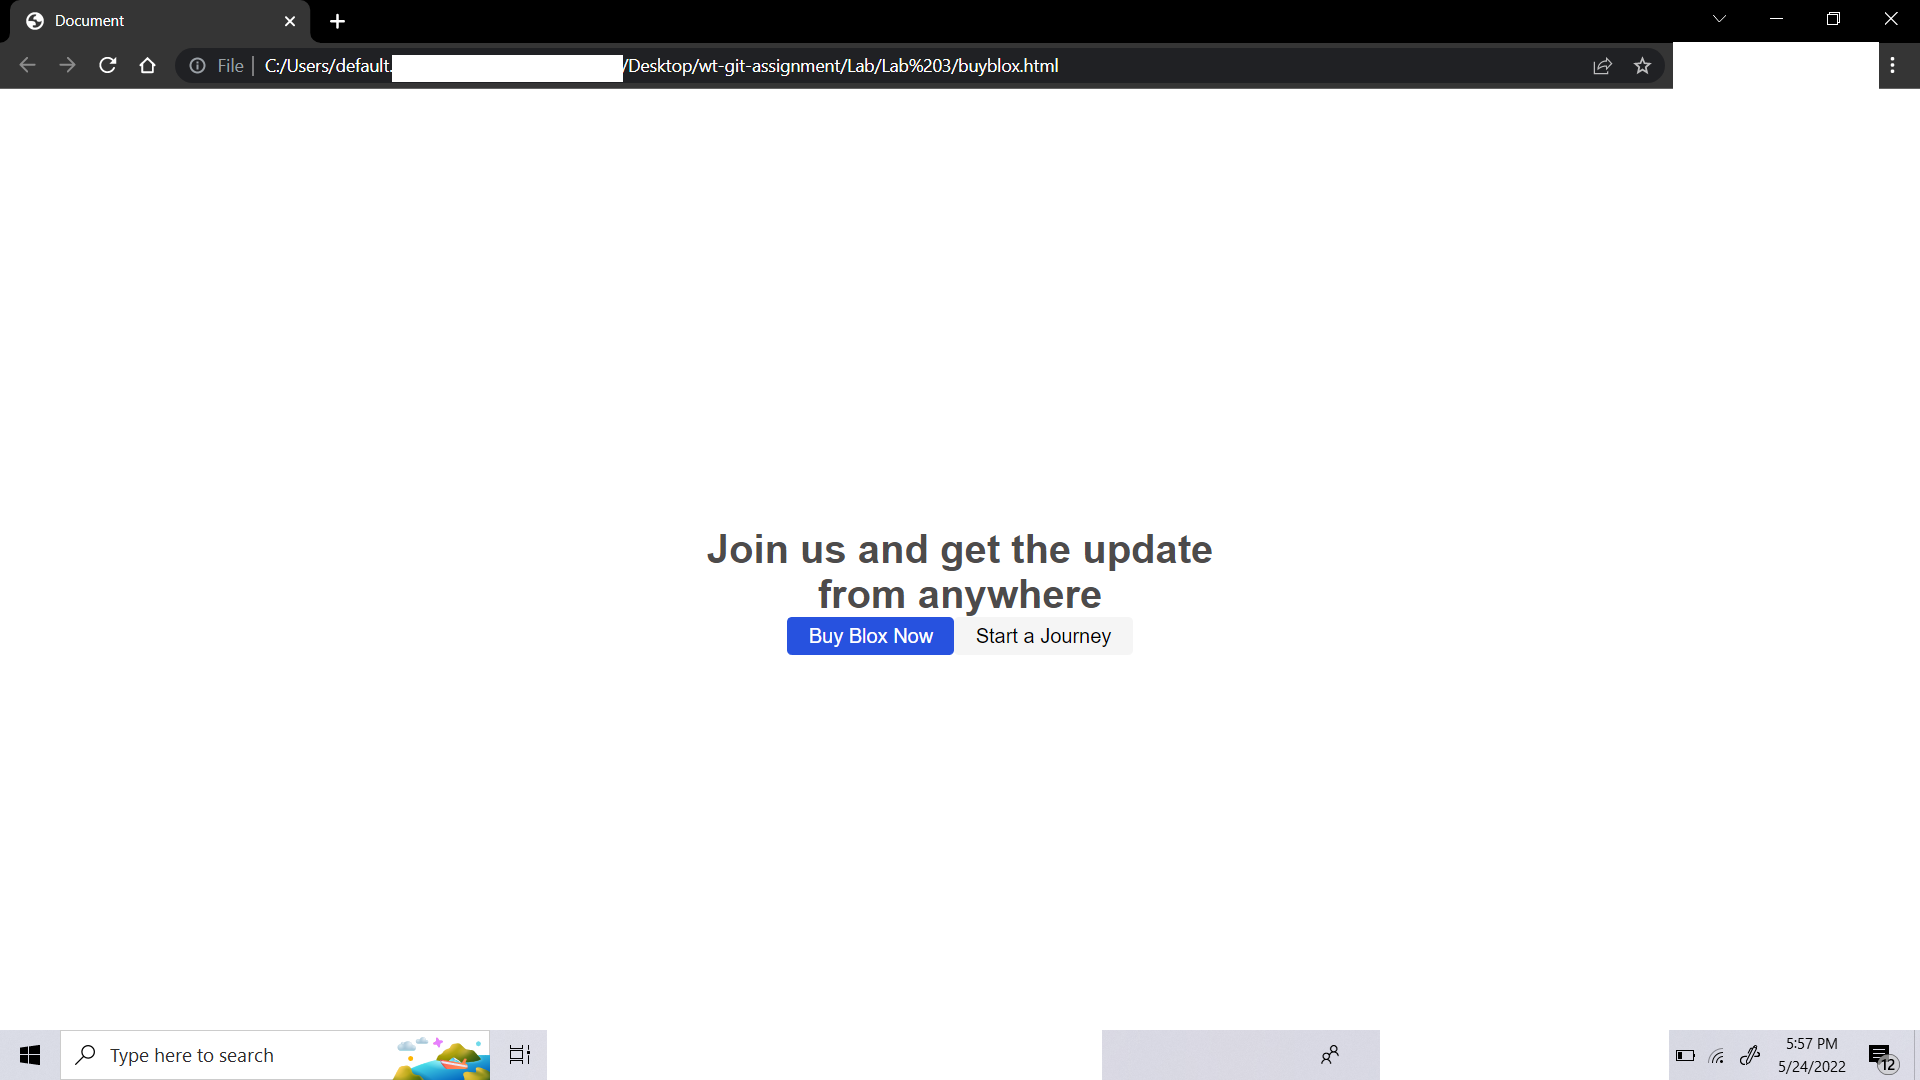 Document
File
C:/Users/default.
/Desktop/wt-git-assignment/Lab/Lab%203/buyblox.html
Join us and get the update
from anywhere
Buy Blox Now
Start a Journey
Type here to search
5:57 PM
5/24/2022
12